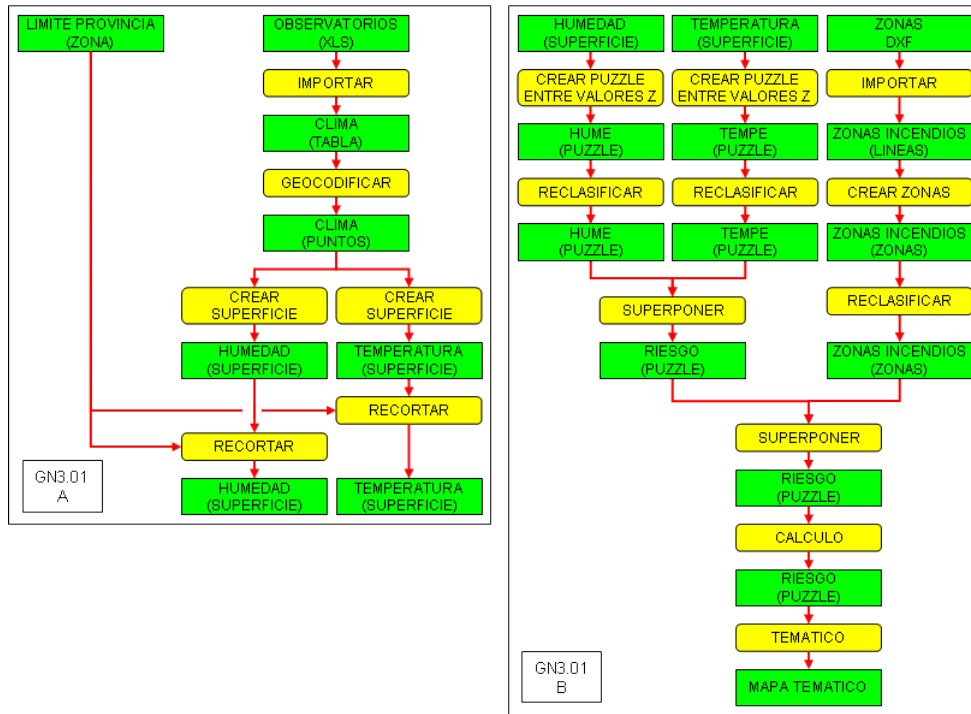 LIMITE PROVINCIA
(ZONA)
OBSERVATORIOS
(XLS)
IMPORTAR
CLIMA
(TABLA)
GEOCODIFICAR
CLIMA
(PUNTOS)
CREAR
SUPERFICIE
CREAR
SUPERFICIE
HUMEDAD
(SUPERFICIE)
TEMPERATURA
(SUPERFICIE)
RECORTAR
RECORTAR
HUMEDAD
(SUPERFICIE)
TEMPERATURA
(SUPERFICIE)
GN3.01
A
HUMEDAD
(SUPERFICIE)
TEMPERATURA
(SUPERFICIE)
ZONAS
DXF
CREAR PUZZLE
ENTRE VALORES Z
CREAR PUZZLE
ENTRE VALORES Z
IMPORTAR
HUME
(PUZZLE)
TEMPE
(PUZZLE)
ZONAS INCENDIOS
(LINEAS)
RECLASIFICAR
RECLASIFICAR
CREAR ZONAS
HUME
(PUZZLE)
TEMPE
(PUZZLE)
ZONAS INCENDIOS
(ZONAS)
SUPERPONER
RECLASIFICAR
RIESGO
(PUZZLE)
ZONAS INCENDIOS
(ZONAS)
SUPERPONER
RIESGO
(PUZZLE)
CALCULO
RIESGO
(PUZZLE)
TEMATICO
MAPA TEMATICO
GN3.01
B